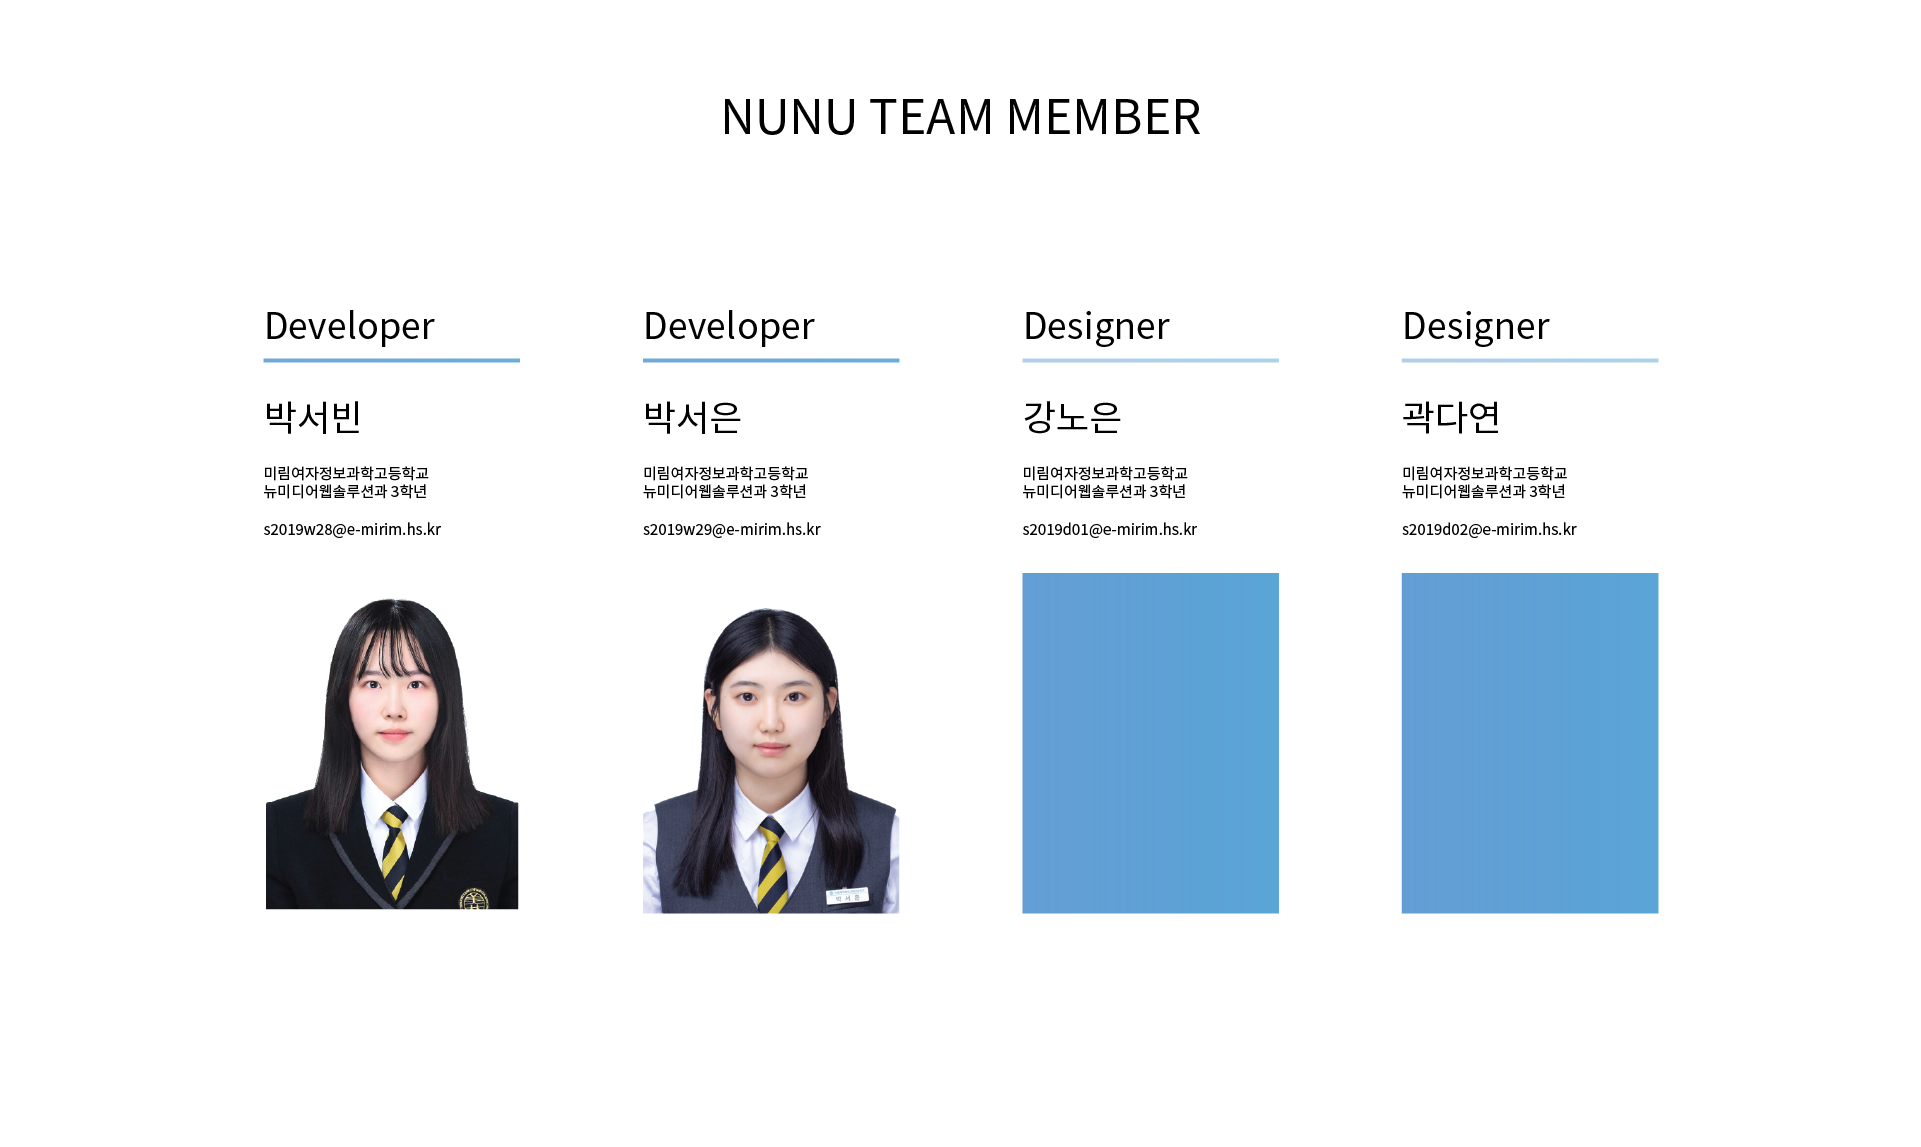 NUNU TEAM MEMBER
Developer
박서빈
미림여자정보과학고등학교
뉴미디어웹솔루션과 3학년
s2019w28@e-mirim.hs.kr
Developer
박서은
미림여자정보과학고등학교
뉴미디어웹솔루션과 3학년
s2019w29@e-mirim.hs.kr
박 서 은
Designer
강노은
미림여자정보과학고등학교
뉴미디어웹솔루션과 3학년
s2019d01@e-mirim.hs.kr
Designer
곽다연
미림여자정보과학고등학교
뉴미디어웹솔루션과 3학년
s2019d02@e-mirim.hs.kr